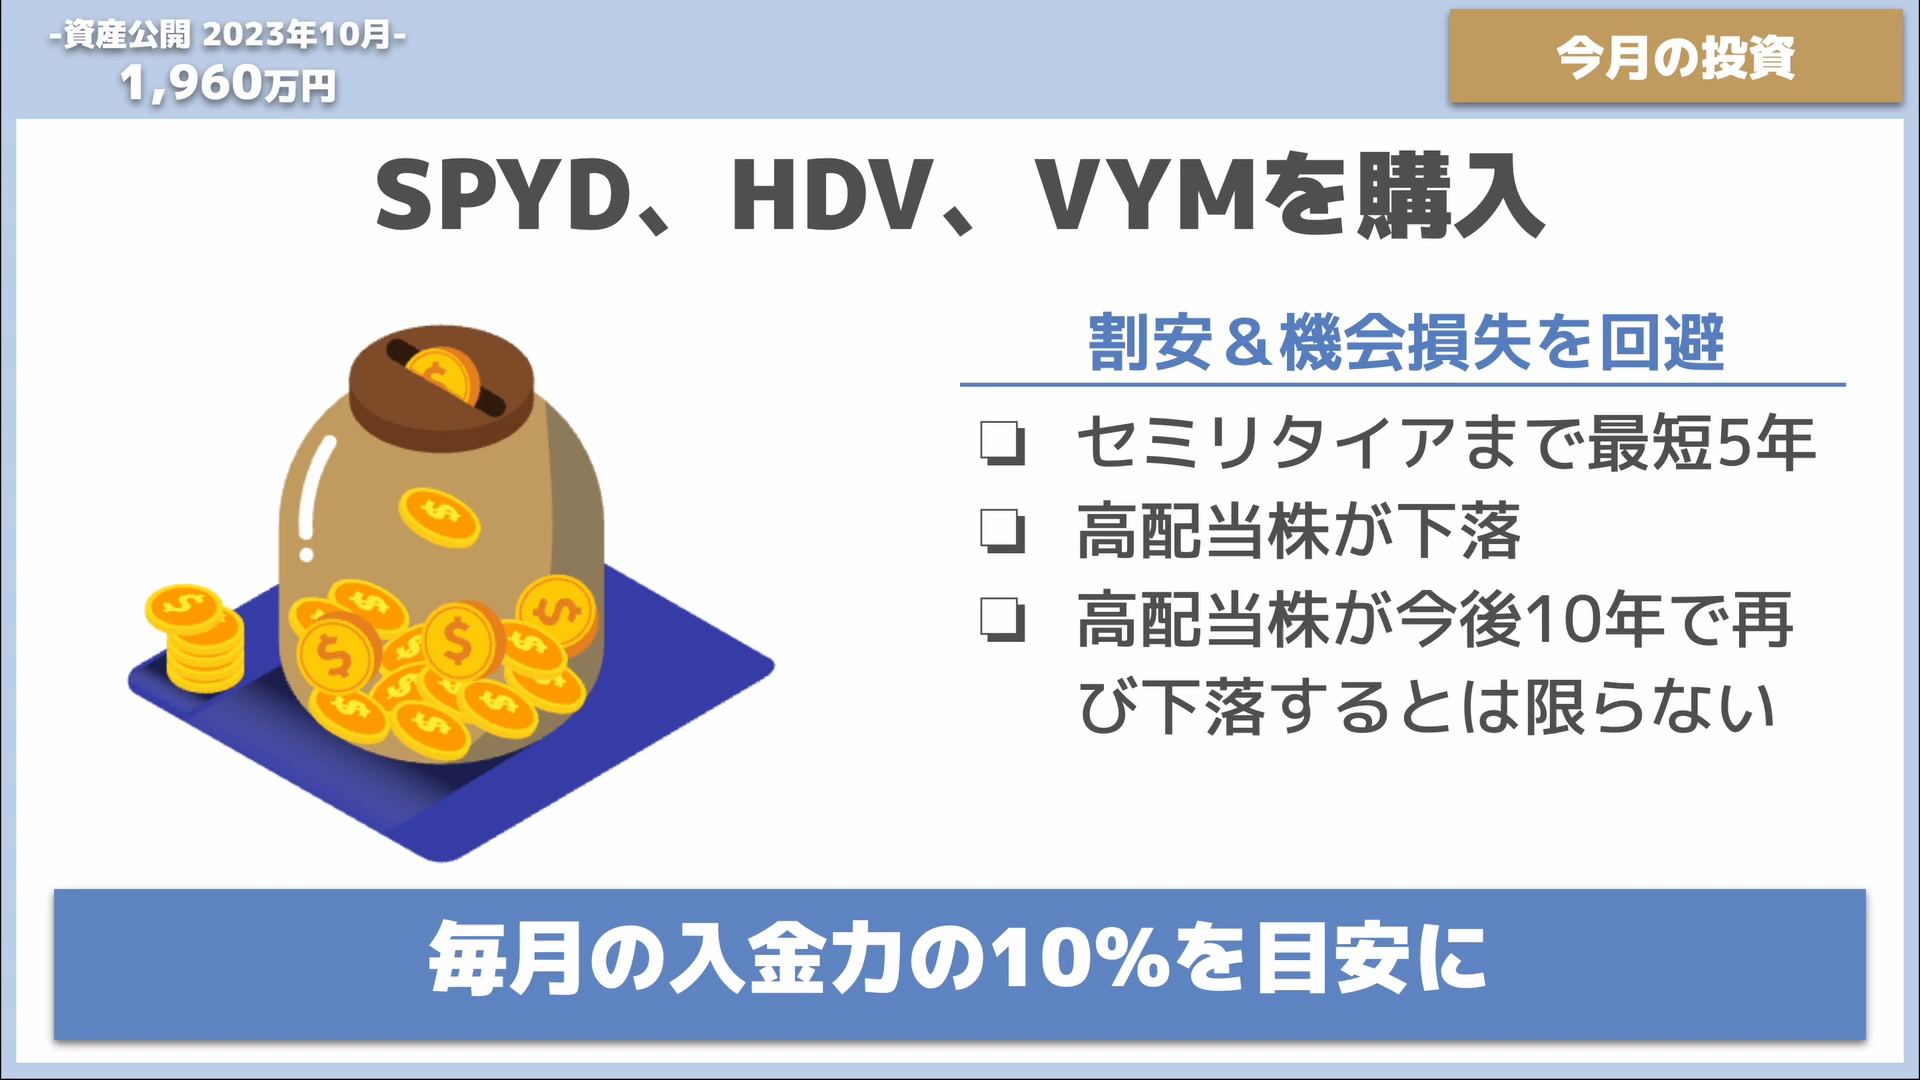 -資産公開 2023年10月-
1,960万円
今月の投資
SPYD、HDV、VYMを購入
割安＆機会損失を回避
❏ セミリタイアまで最短5年
❏ 高配当株が下落
❏ 高配当株が今後10年で再
び下落するとは限らない
毎月の入金力の10%を目安に